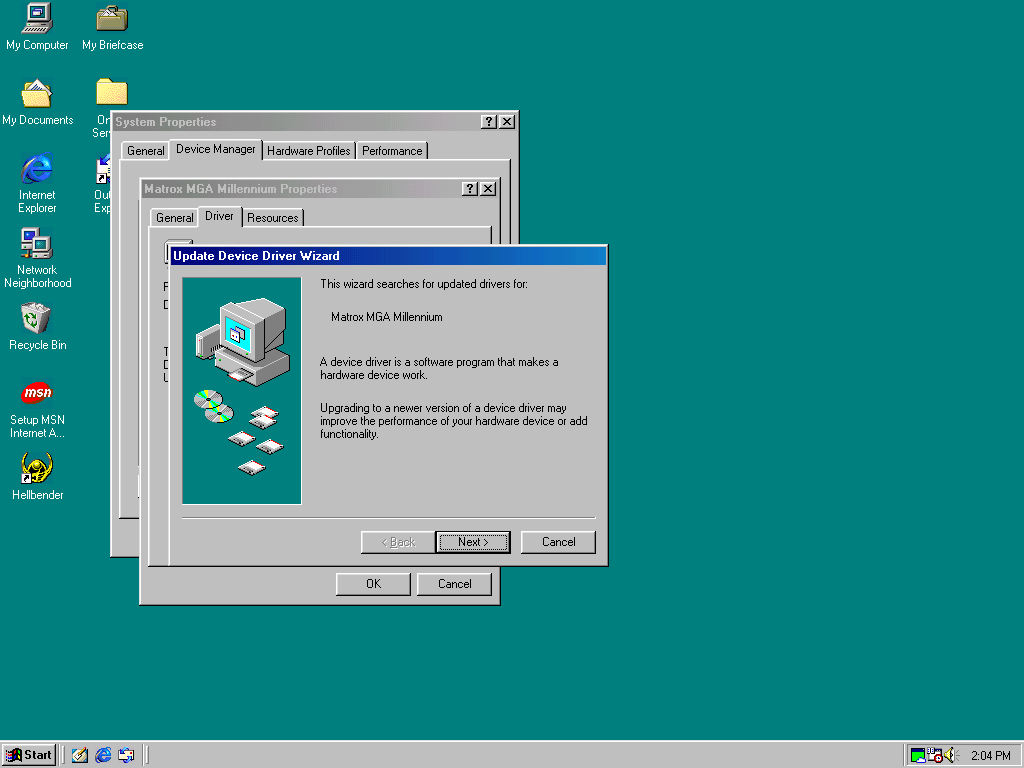 My Computer
My Briefcase
My Documents
Internet
Explorer
Network
Neighborhood
Recycle Bin
msn
Setup MSN
Internet A...
Hellbender
System Properties
General
Device Manager
Hardware Profiles
Performance
Matrox MGA Millennium Properties
General
Driver
Resources
Update Device Driver Wizard
This wizard searches for updated drivers for:
Matrox MGA Millennium
A device driver is a software program that makes a
hardware device work.
Upgrading to a newer version of a device driver may
improve the performance of your hardware device or add
functionality.
< Back
Next >
Cancel
OK
Cancel
Start
2:04 PM